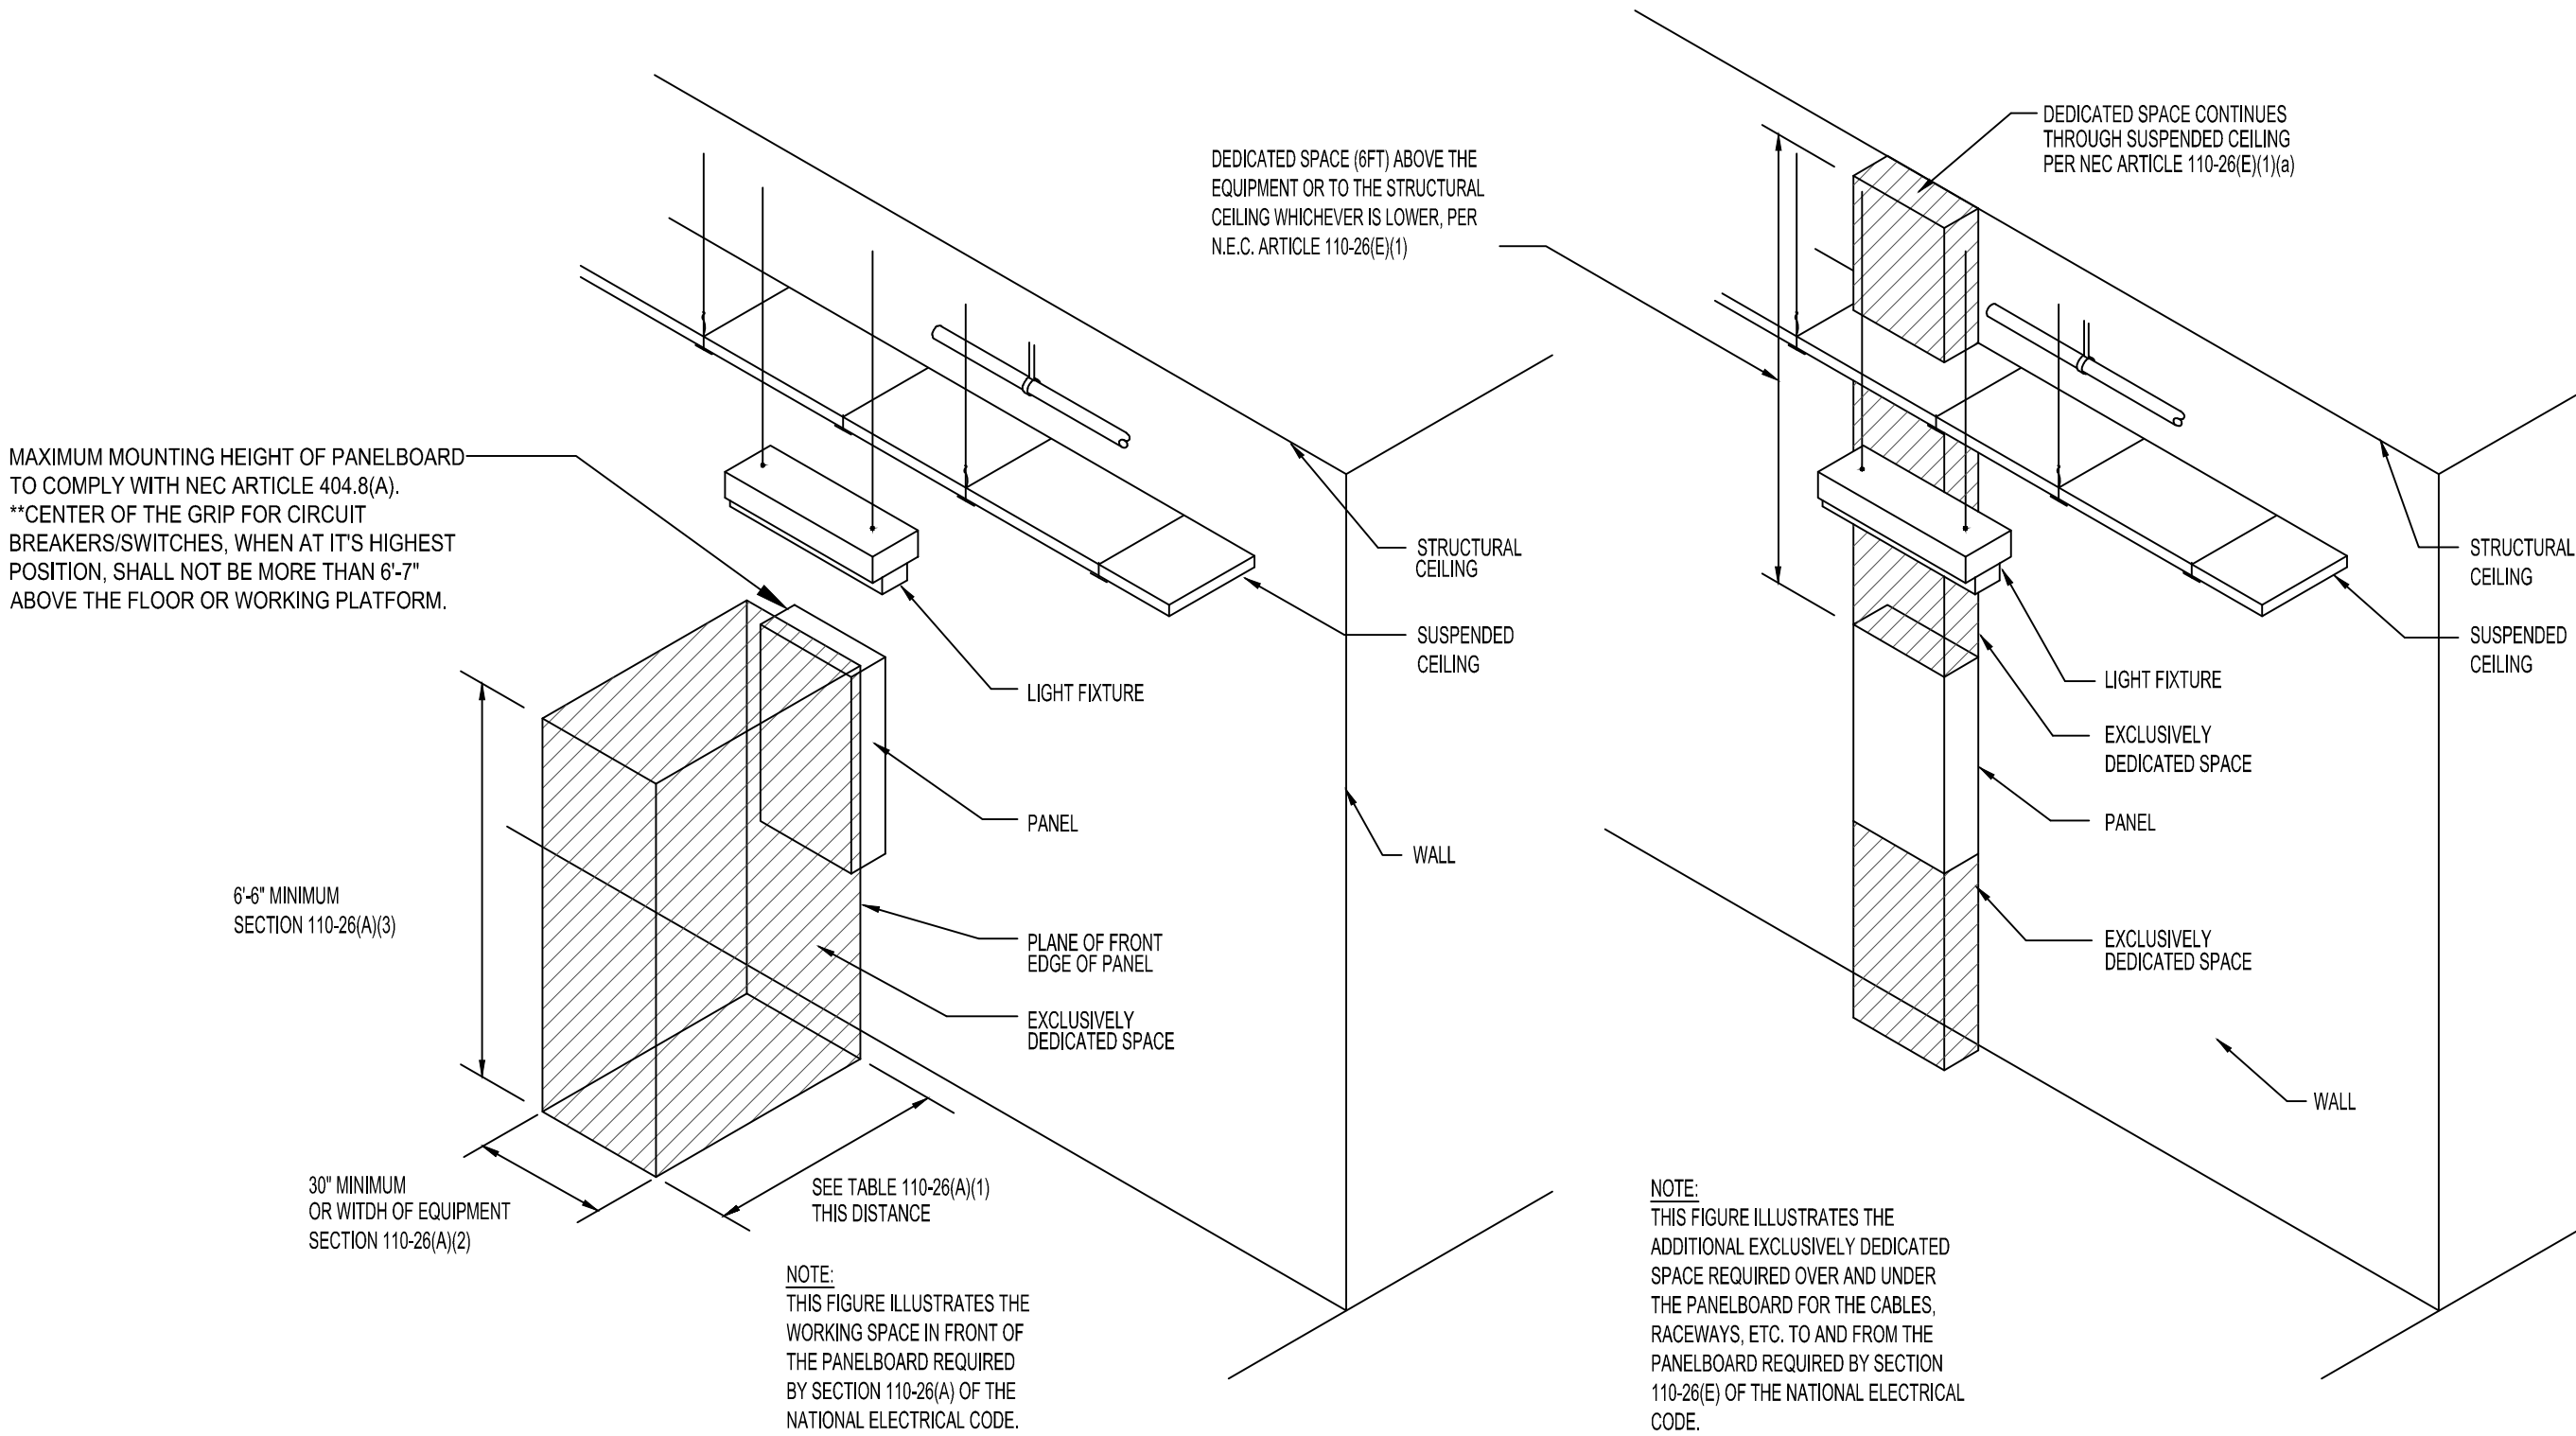 MAXIMUM MOUNTING HEIGHT OF PANELBOARD
TO COMPLY WITH NEC ARTICLE 404.8(A).
**CENTER OF THE GRIP FOR CIRCUIT
BREAKERS/SWITCHES, WHEN AT IT'S HIGHEST
POSITION, SHALL NOT BE MORE THAN 6'-7"
ABOVE THE FLOOR OR WORKING PLATFORM.
6'-6" MINIMUM
SECTION 110-26(A)(3)
30" MINIMUM
OR WITDH OF EQUIPMENT
SECTION 110-26(A)(2)
SEE TABLE 110-26(A)(1)
THIS DISTANCE
LIGHT FIXTURE
PANEL
PLANE OF FRONT
EDGE OF PANEL
EXCLUSIVELY
DEDICATED SPACE
STRUCTURAL
CEILING
SUSPENDED
CEILING
WALL
NOTE:
THIS FIGURE ILLUSTRATES THE
WORKING SPACE IN FRONT OF
THE PANELBOARD REQUIRED
BY SECTION 110-26(A) OF THE
NATIONAL ELECTRICAL CODE.
DEDICATED SPACE (6FT) ABOVE THE
EQUIPMENT OR TO THE STRUCTURAL
CEILING WHICHEVER IS LOWER, PER
N.E.C. ARTICLE 110-26(E)(1)
DEDICATED SPACE CONTINUES
THROUGH SUSPENDED CEILING
PER NEC ARTICLE 110-26(E)(1)(a)
STRUCTURAL
CEILING
SUSPENDED
CEILING
LIGHT FIXTURE
EXCLUSIVELY
DEDICATED SPACE
PANEL
EXCLUSIVELY
DEDICATED SPACE
WALL
NOTE:
THIS FIGURE ILLUSTRATES THE
ADDITIONAL EXCLUSIVELY DEDICATED
SPACE REQUIRED OVER AND UNDER
THE PANELBOARD FOR THE CABLES,
RACEWAYS, ETC. TO AND FROM THE
PANELBOARD REQUIRED BY SECTION
110-26(E) OF THE NATIONAL ELECTRICAL
CODE.